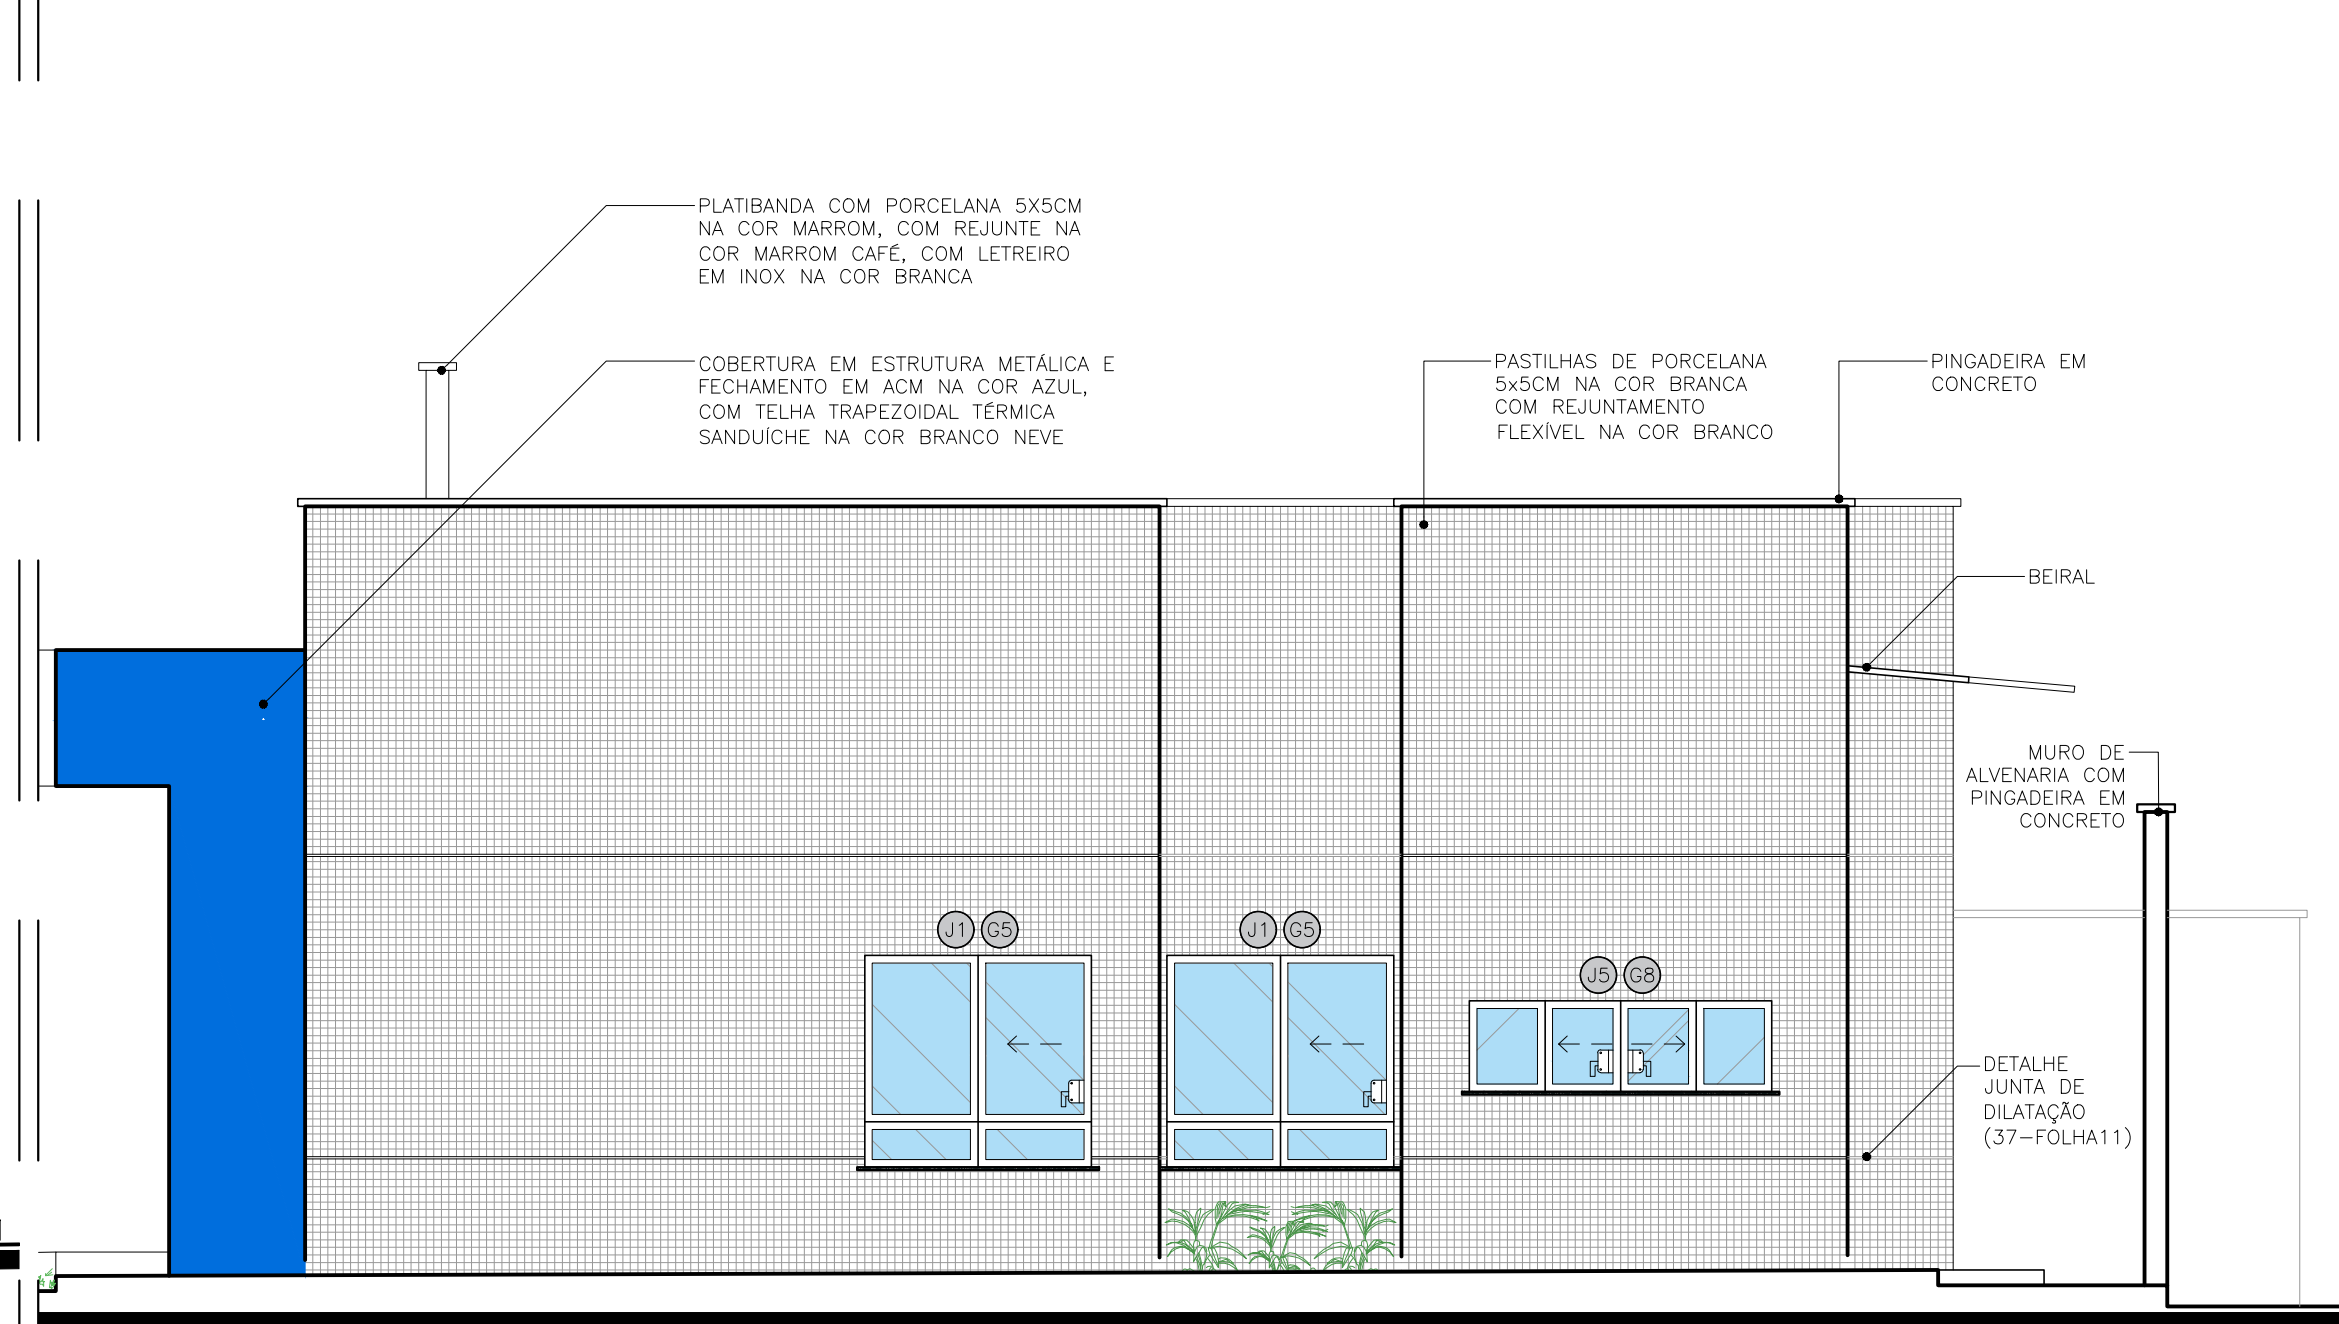 PLATIBANDA COM PORCELANA 5X5CM
NA COR MARROM, COM REJUNTE NA
COR MARROM CAFÉ, COM LETREIRO
EM INOX NA COR BRANCA
COBERTURA EM ESTRUTURA METÁLICA E
FECHAMENTO EM ACM NA COR AZUL,
COM TELHA TRAPEZOIDAL TÉRMICA
SANDUÍCHE NA COR BRANCO NEVE
PASTILHAS DE PORCELANA
5x5CM NA COR BRANCA
COM REJUNTAMENTO
FLEXÍVEL NA COR BRANCO
PINGADEIRA EM
CONCRETO
BEIRAL
MURO DE
ALVENARIA COM
PINGADEIRA EM
CONCRETO
J1 G5
J1 G5
J5 G8
DETALHE
JUNTA DE
DILATAÇÃO
(37-FOLHA11)